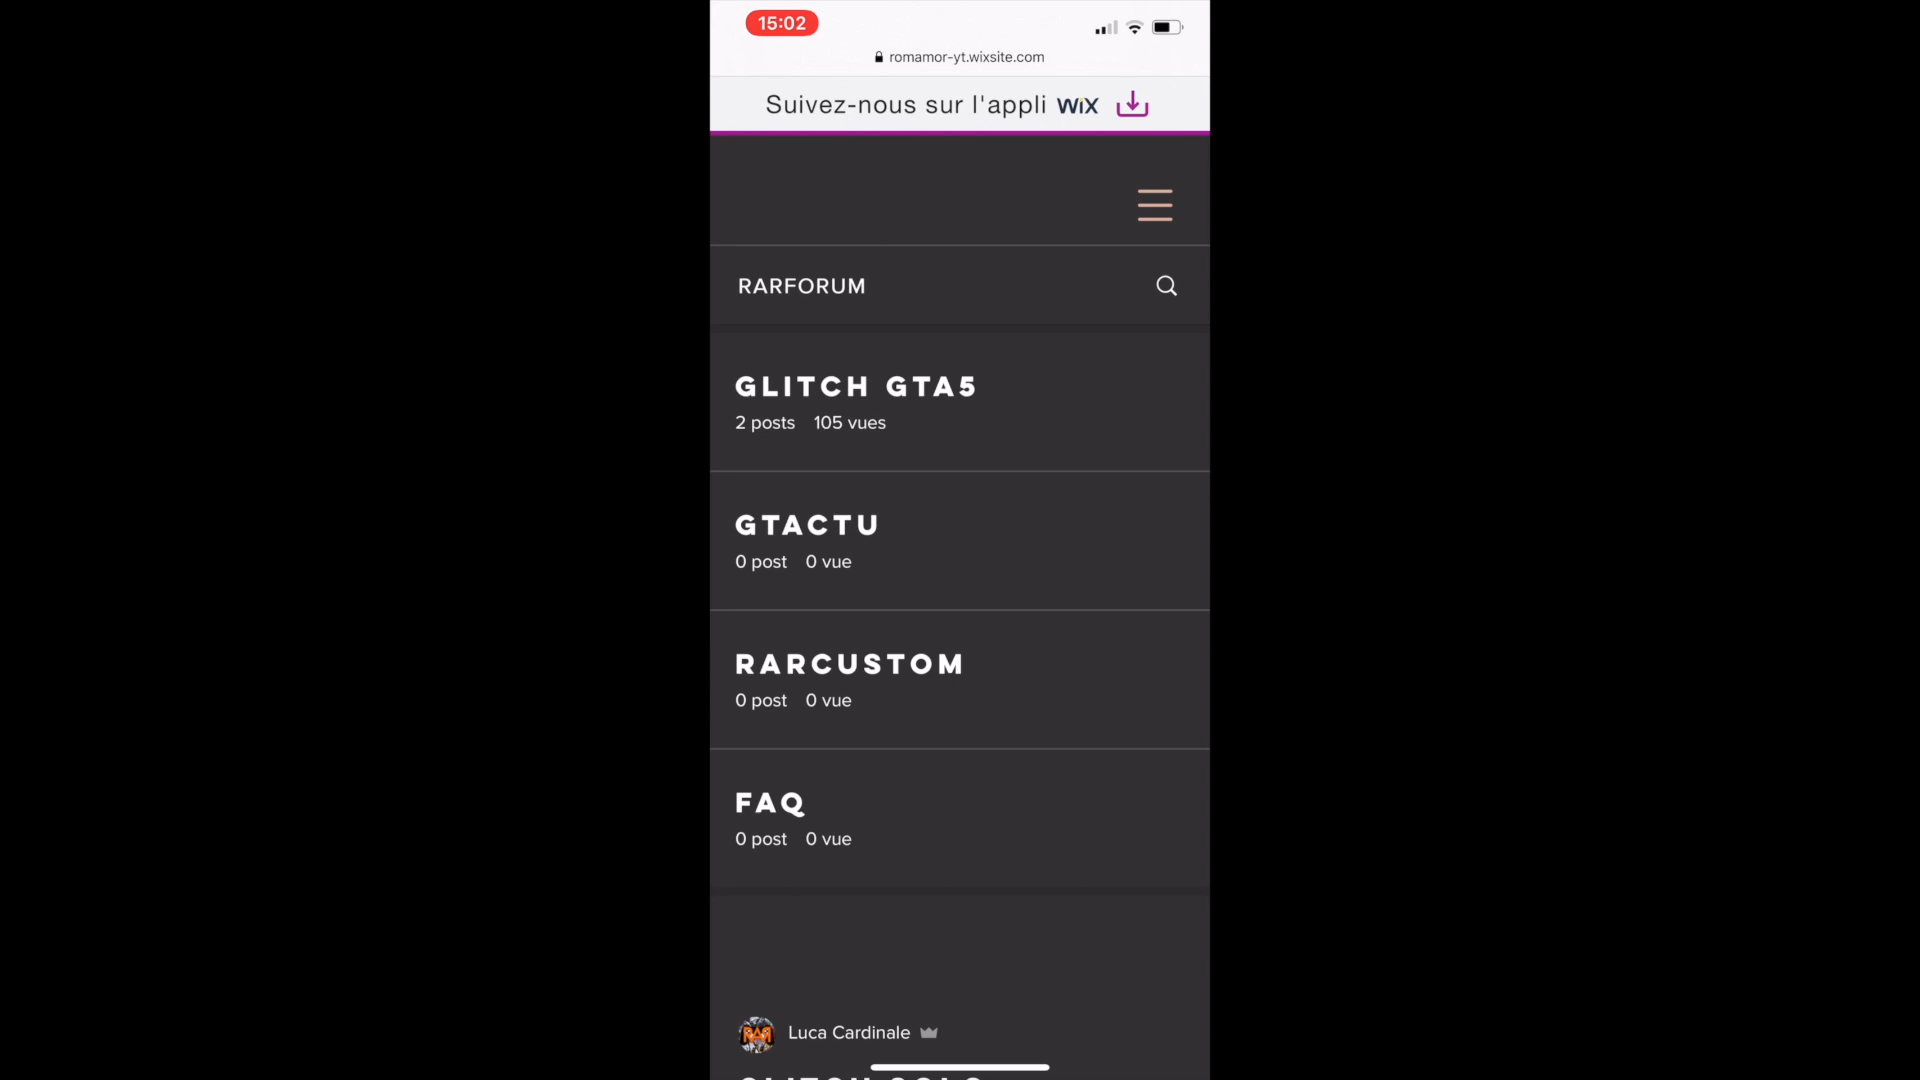 15:02
romamor-yt.wixsite.com
Suivez-nous sur l'appli WiX
RARFORUM
GLITCH GTA5
2 posts 105 vues
GTACTU
0 post 0 vue
RARCUSTOM
0 post 0 vue
FAQ
0 post 0 vue
Luca Cardinale